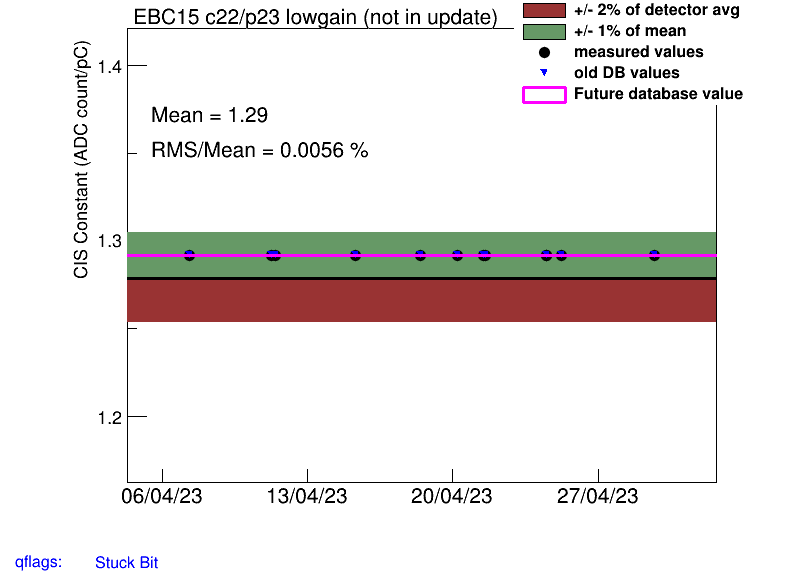 EBC15 c22/p23 lowgain (not in update)
+/- 2% of detector avg
+/- 1% of mean
measured values
old DB values
Future database value
CIS Constant (ADC count/pC)
1.4
Mean = 1.29
RMS/Mean = 0.0056 %
1.3
1.2
06/04/23 13/04/23 20/04/23 27/04/23
qflags: Stuck Bit